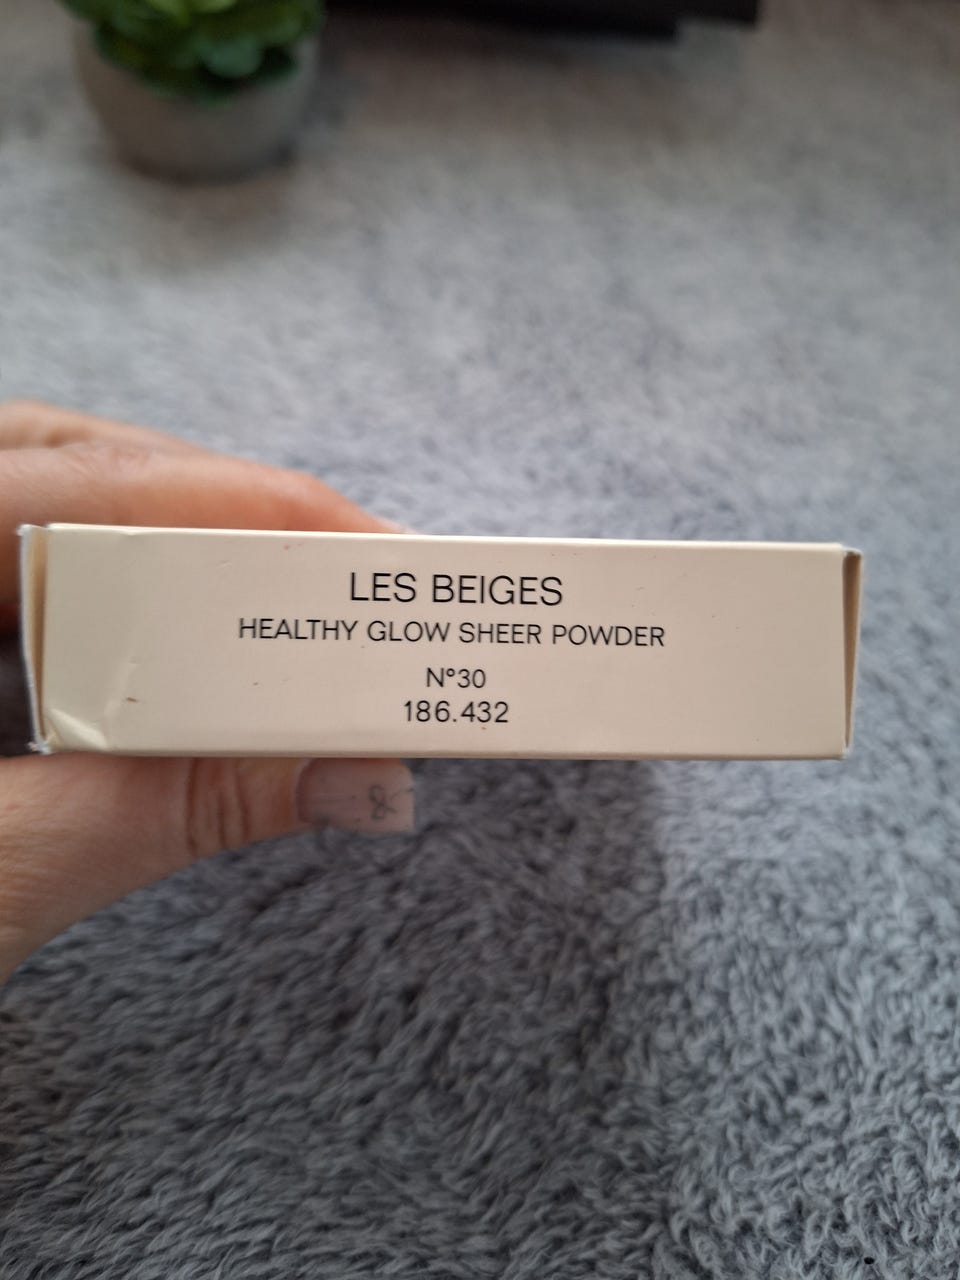 LES BEIGES
HEALTHY GLOW SHEER POWDER
N°30
186.432